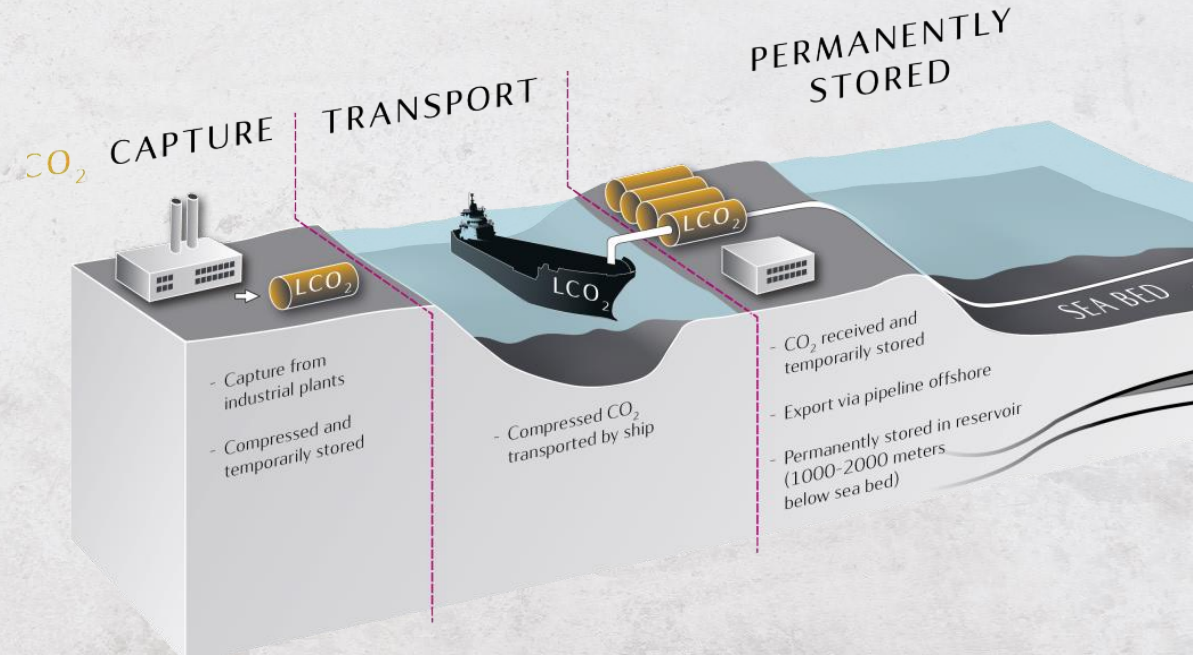 CO₂ CAPTURE
TRANSPORT
PERMANENTLY
STORED
LCO₂
LCO₂
LCO₂
SEA BED
- Capture from
industrial plants
- Compressed and
temporarily stored
- Compressed CO₂
transported by ship
- CO₂ received and
temporarily stored
- Export via pipeline offshore
- Permanently stored in reservoir
(1000-2000 meters
below sea bed)